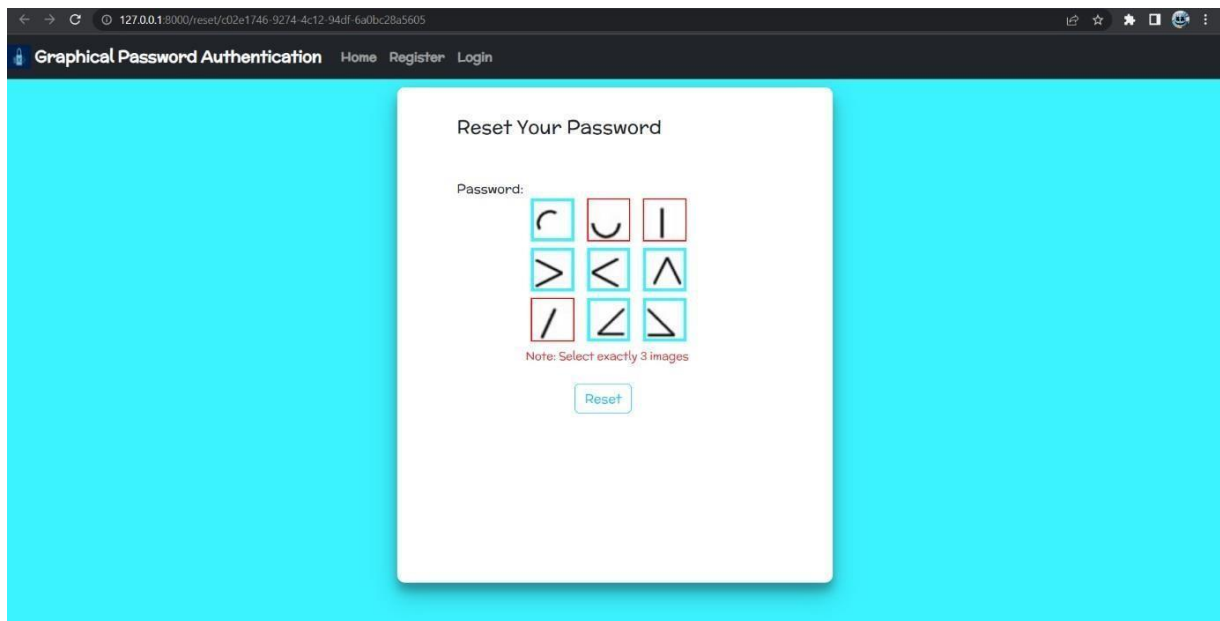 127.0.0.1:8000/reset/c02e1746-9274-4c12-94df-6a0bc28a5605
Graphical Password Authentication Home Register Login
Reset Your Password
Password:
Note: Select exactly 3 images
Reset